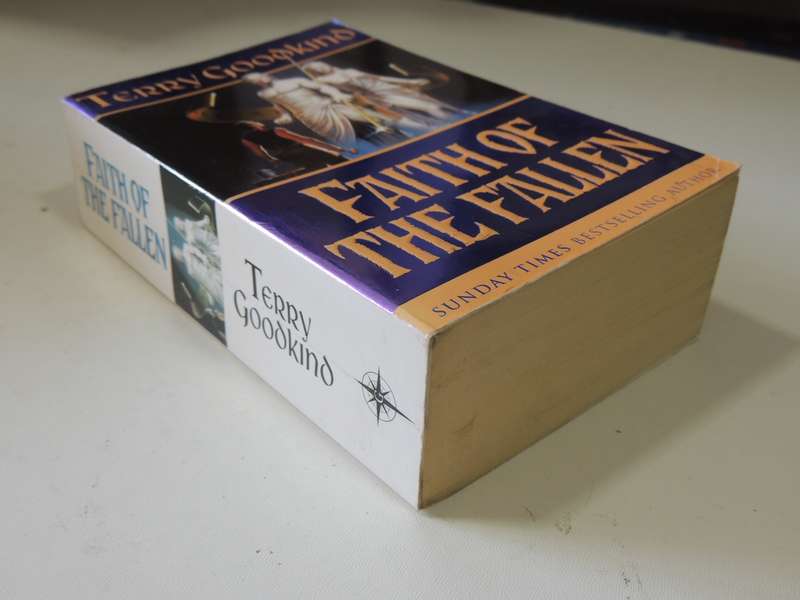 Terry Goodkind
FAITH OF
THE FALLEN
SUNDAY TIMES BESTSELLING AUTHOR
FAITH OF
THE FALLEN
Terry
Goodkind